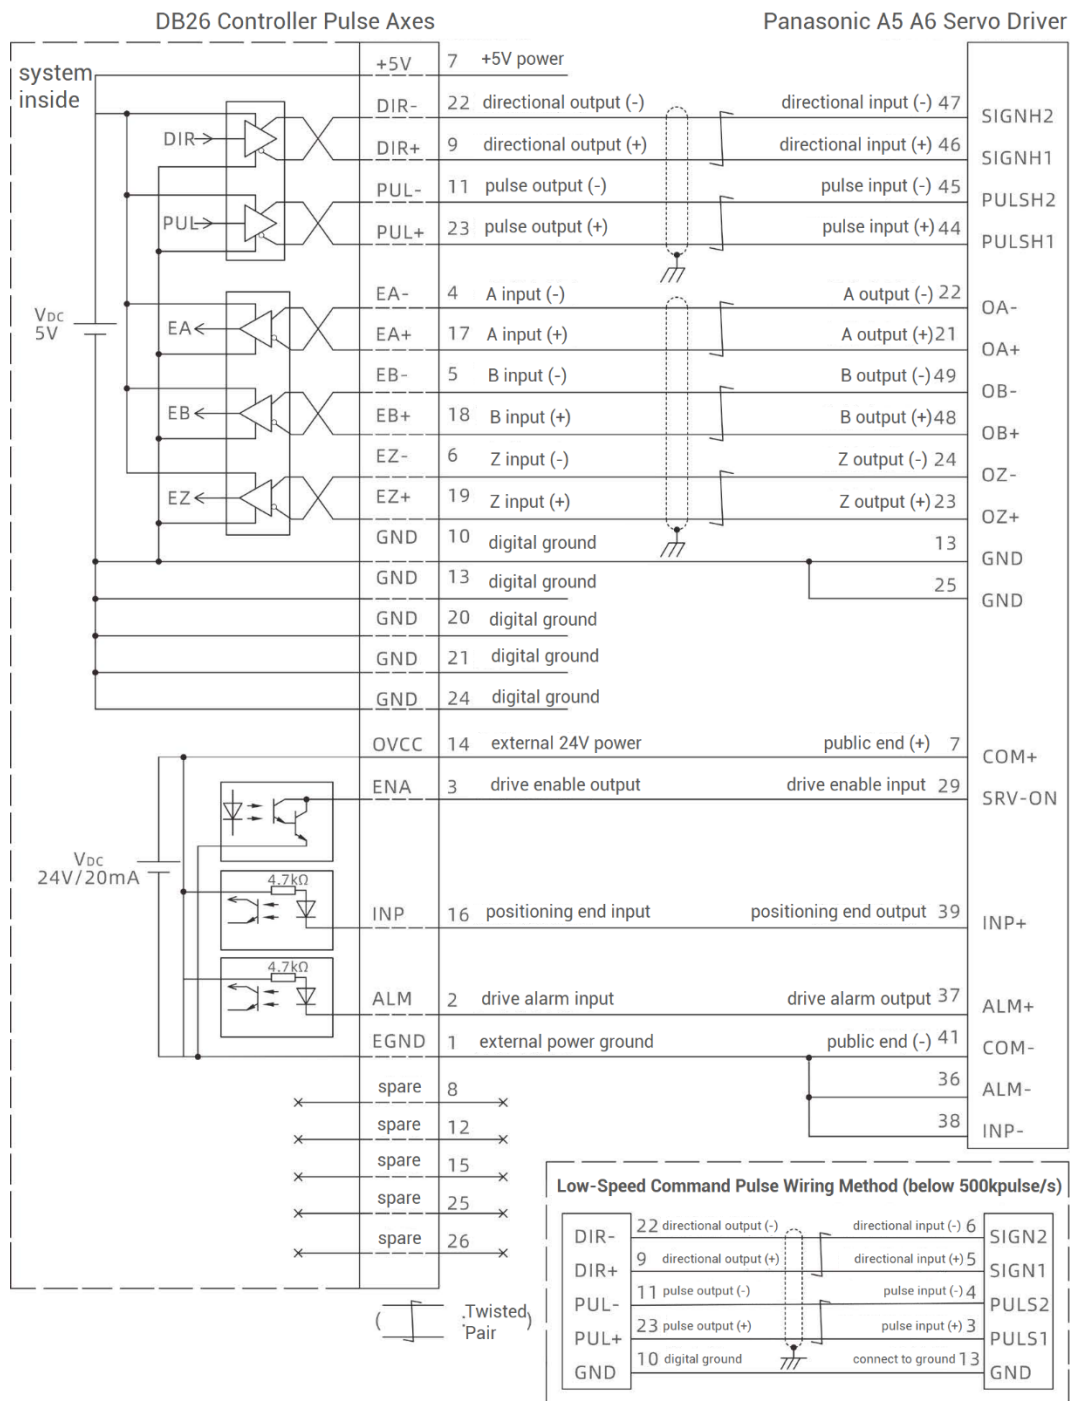 DB26 Controller Pulse Axes Panasonic A5 A6 Servo Driver
system inside
+5V 7 +5V power
DIR- 22 directional output (-) directional input (-) 47 SIGNH2
DIR
DIR+ 9 directional output (+) directional input (+) 46 SIGNH1
PUL- 11 pulse output (-) pulse input (-) 45 PULSH2
PUL
PUL+ 23 pulse output (+) pulse input (+) 44 PULSH1
EA- 4 A input (-) A output (-) 22 OA-
VDC 5V
EA
EA+ 17 A input (+) A output (+) 21 OA+
EB- 5 B input (-) B output (-) 49 OB-
EB
EB+ 18 B input (+) B output (+) 48 OB+
EZ- 6 Z input (-) Z output (-) 24 OZ-
EZ
EZ+ 19 Z input (+) Z output (+) 23 OZ+
GND 10 digital ground 13 GND
GND 13 digital ground 25 GND
GND 20 digital ground
GND 21 digital ground
GND 24 digital ground
OVCC 14 external 24V power public end (+) 7 COM+
ENA 3 drive enable output drive enable input 29 SRV-ON
VDC 24V/20mA
4.7kΩ
INP 16 positioning end input positioning end output 39 INP+
4.7kΩ
ALM 2 drive alarm input drive alarm output 37 ALM+
EGND 1 external power ground public end (-) 41 COM-
spare 8 36 ALM-
spare 12 38 INP-
spare 15
spare 25
spare 26
(Twisted Pair)
Low-Speed Command Pulse Wiring Method (below 500kpulse/s)
DIR- 22 directional output (-) directional input (-) 6 SIGN2
DIR+ 9 directional output (+) directional input (+) 5 SIGN1
PUL- 11 pulse output (-) pulse input (-) 4 PULS2
PUL+ 23 pulse output (+) pulse input (+) 3 PULS1
GND 10 digital ground connect to ground 13 GND